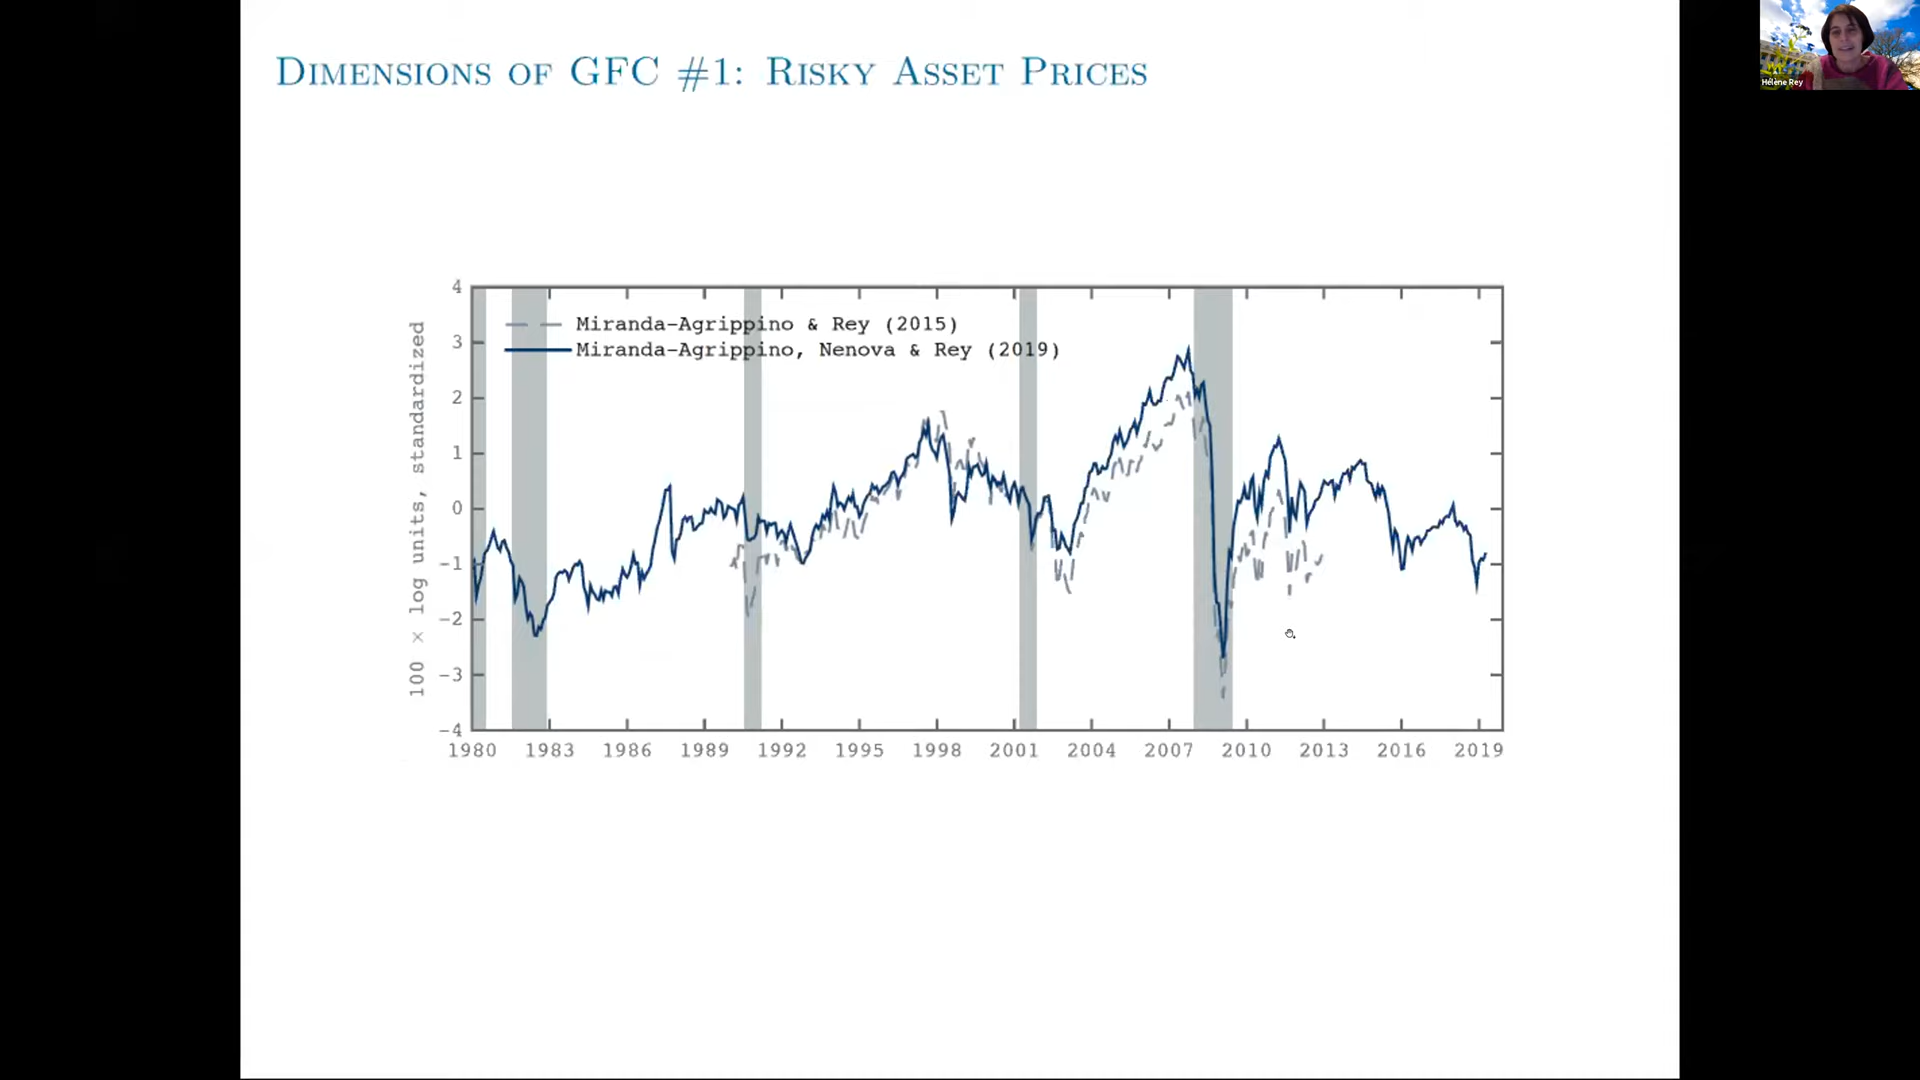 DIMENSIONS OF GFC #1: RISKY ASSET PRICES
Hélène Rey
100 × log units, standardized
4
3
2
1
0
−1
−2
−3
−4
Miranda-Agrippino & Rey (2015)
Miranda-Agrippino, Nenova & Rey (2019)
1980 1983 1986 1989 1992 1995 1998 2001 2004 2007 2010 2013 2016 2019